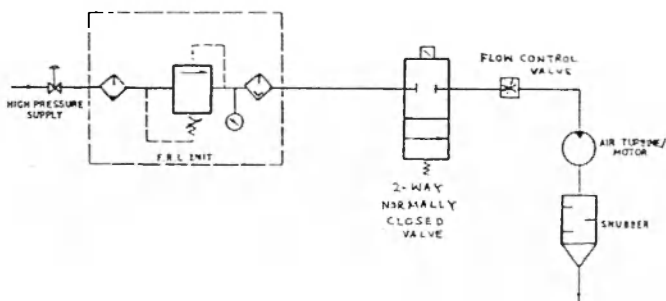 HIGH PRESSURE
SUPPLY
F.R.L UNIT
2-WAY
NORMALLY
CLOSED
VALVE
FLOW CONTROL
VALVE
AIR TURBINE/
MOTOR
SNUBBER